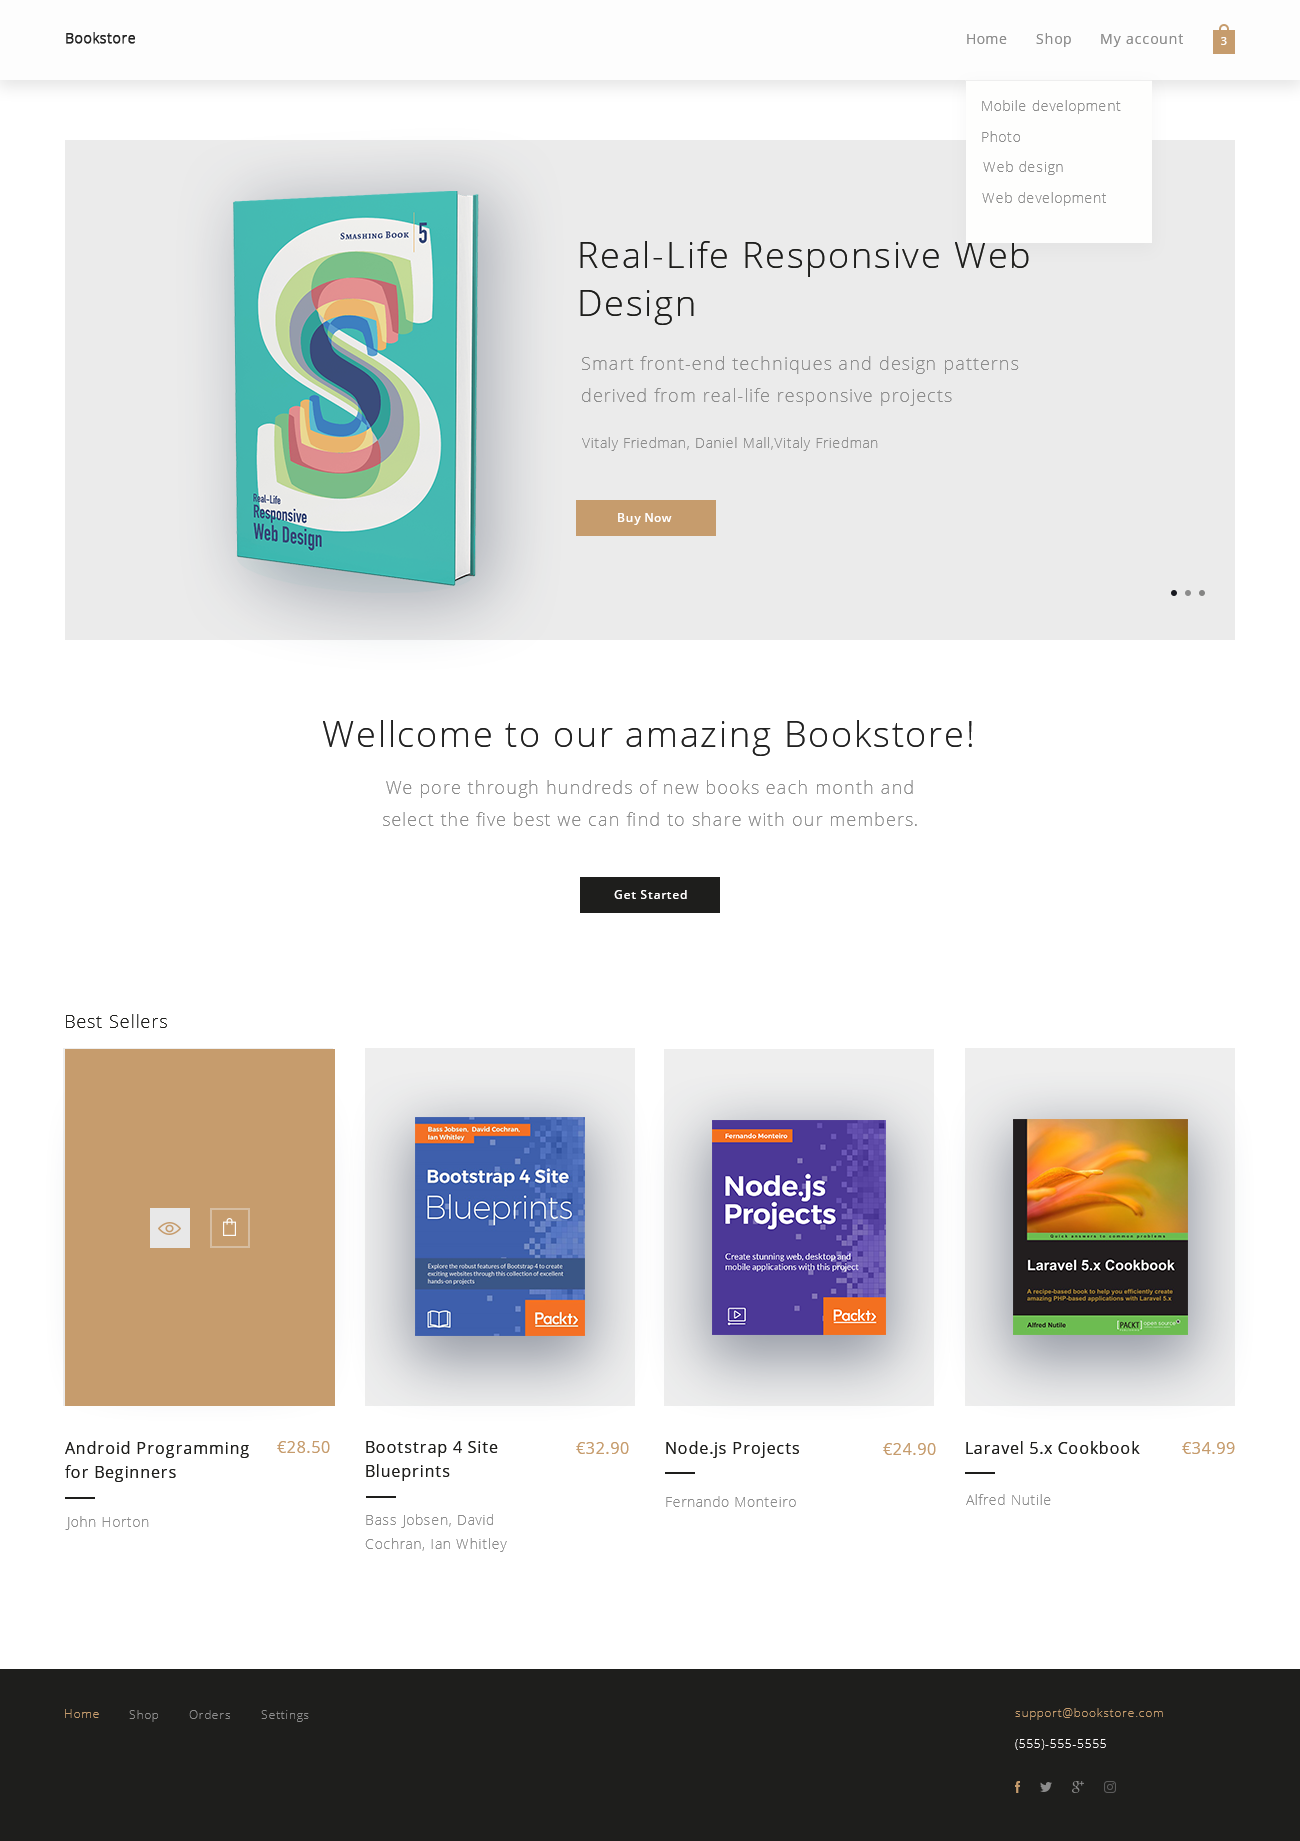 Bookstore
Home Shop My account 3
Mobile development
Photo
Web design
Web development
Smashing Book 5
Real-Life
Responsive
Web Design
Real-Life Responsive Web
Design
Smart front-end techniques and design patterns
derived from real-life responsive projects
Vitaly Friedman, Daniel Mall,Vitaly Friedman
Buy Now
Wellcome to our amazing Bookstore!
We pore through hundreds of new books each month and
select the five best we can find to share with our members.
Get Started
Best Sellers
Bass Jobsen, David Cochran,
Ian Whitley
Bootstrap 4 Site
Blueprints
Explore the robust features of Bootstrap 4 to create
exciting websites through this collection of excellent
hands-on projects
Packt>
Fernando Monteiro
Node.js
Projects
Create stunning web, desktop and
mobile applications with this project
Packt>
Quick answers to common problems
Laravel 5.x Cookbook
A recipe-based book to help you efficiently create
amazing PHP-based applications with Laravel 5.x
Alfred Nutile
[PACKT] open source*
Android Programming
for Beginners
€28.50
John Horton
Bootstrap 4 Site
Blueprints
€32.90
Bass Jobsen, David
Cochran, Ian Whitley
Node.js Projects
€24.90
Fernando Monteiro
Laravel 5.x Cookbook
€34.99
Alfred Nutile
Home Shop Orders Settings
support@bookstore.com
(555)-555-5555